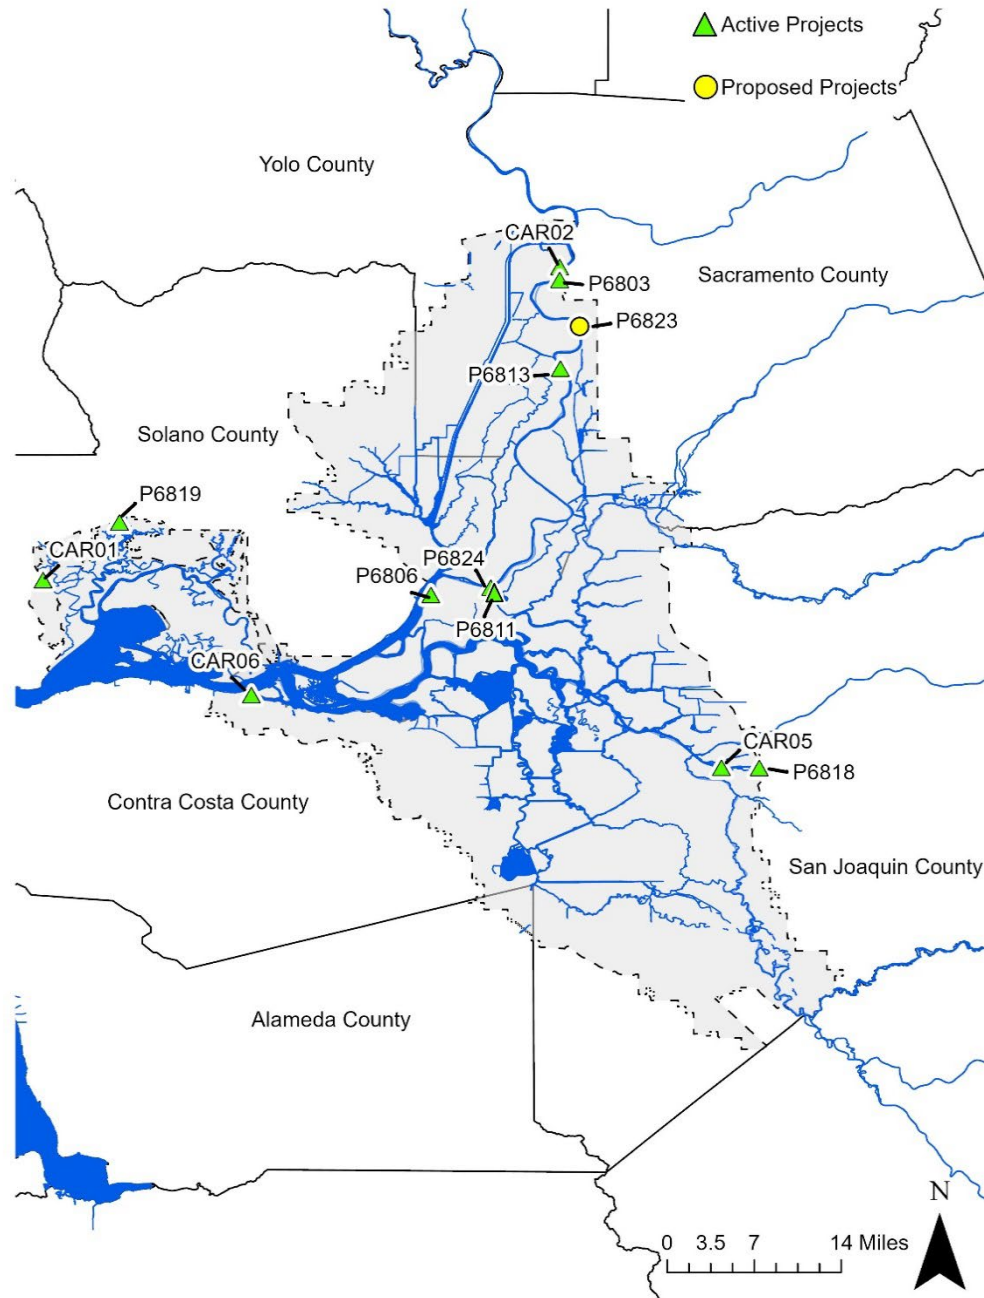 Active Projects
Proposed Projects
Yolo County
CAR02
Sacramento County
P6803
P6823
P6813
Solano County
P6819
CAR01
P6824
P6806
P6811
CAR06
CAR05
P6818
Contra Costa County
San Joaquin County
Alameda County
N
0 3.5 7 14 Miles